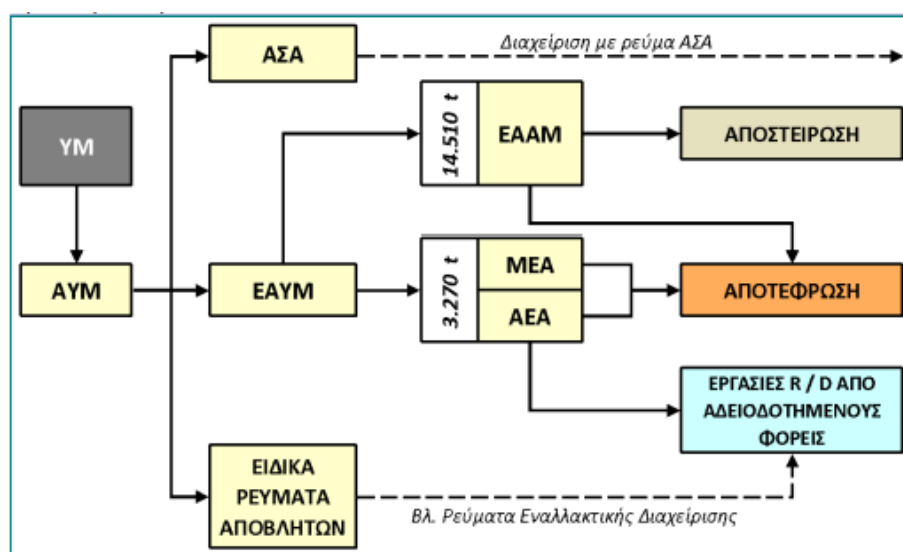 ΑΣΑ
Διαχείριση με ρεύμα ΑΣΑ
ΥΜ
14.510 t
ΕΑΑΜ
ΑΠΟΣΤΕΙΡΩΣΗ
ΑΥΜ
ΕΑΥΜ
3.270 t
ΜΕΑ
ΑΕΑ
ΑΠΟΤΕΦΡΩΣΗ
ΕΡΓΑΣΙΕΣ R / D ΑΠΟ
ΑΔΕΙΟΔΟΤΗΜΕΝΟΥΣ
ΦΟΡΕΙΣ
ΕΙΔΙΚΑ
ΡΕΥΜΑΤΑ
ΑΠΟΒΛΗΤΩΝ
Βλ. Ρεύματα Εναλλακτικής Διαχείρισης